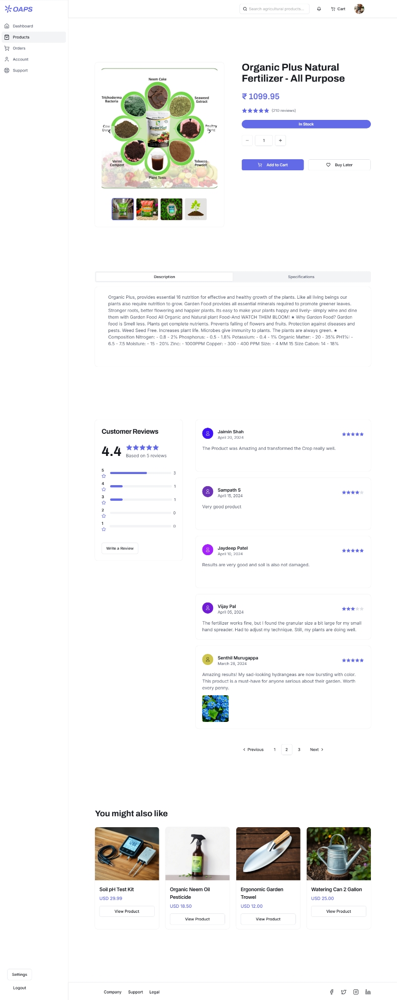 OAPS
Search agricultural products...
Cart
Dashboard
Products
Orders
Account
Support
Neem Cake
Trichoderma
Bacteria
Seaweed
Extract
Cow
Poultry
Dung
Garden Food
Vermi
Compost
Tobacco
Powder
Plant Tonic
Organic Plus Natural
Fertilizer - All Purpose
₹ 1099.95
(210 reviews)
In Stock
1
Add to Cart
Buy Later
Description
Specifications
Organic Plus, provides essential 16 nutrition for effective and healthy growth of the plants. Like all living beings our
plants also require nutrition to grow. Garden Food provides all essential minerals required to promote greener leaves.
Stronger roots, better flowering and happier plants. Its easy to make your plants happy and lively- simply wine and dine
them with Garden Food All Organic and Natural plant Food-And WATCH THEM BLOOM! ★ Why Garden Food? Garden
food is Smell less. Plants get complete nutrients. Prevents falling of flowers and fruits. Protection against diseases and
pests. Weed Seed Free. Increases plant life. Microbes give immunity to plants. The plants are always green. ★
Composition Nitrogen: - 0.8 - 2% Phosphorus: - 0.5 - 1.8% Potassium: - 0.4 - 1% Organic Matter: - 20 - 35% PH1%: -
6.5 - 7.5 Moisture: - 15 - 20% Zinc: - 1000PPM Copper: - 300 - 400 PPM Size: - 4 MM 15 Size Cabon: 14 - 18%
Customer Reviews
4.4
Based on 5 reviews
5
3
4
1
3
1
2
0
1
0
Write a Review
Jaimin Shah
April 20, 2024
The Product was Amazing and transformed the Crop really well.
Sampath S
April 15, 2024
Very good product
Jaydeep Patel
April 10, 2024
Results are very good and soil is also not damaged.
Vijay Pal
April 05, 2024
The fertilizer works fine, but I found the granular size a bit large for my small
hand spreader. Had to adjust my technique. Still, my plants are doing well.
Senthil Murugappa
March 28, 2024
Amazing results! My sad-looking hydrangeas are now bursting with color.
This product is a must-have for anyone serious about their garden. Worth
every penny.
Previous
1
2
3
Next
You might also like
Soil pH Test Kit
USD 29.99
View Product
Organic Neem Oil
Pesticide
USD 18.50
View Product
Ergonomic Garden
Trowel
USD 12.00
View Product
Watering Can 2 Gallon
USD 25.00
View Product
Settings
Logout
Company
Support
Legal